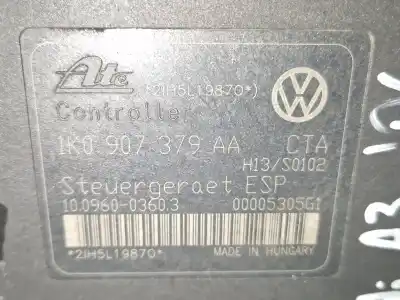 Ate *2IH5L19870*)
Controller
1K0 907 379 AA CTA
H13/S0102
Steuergeraet ESP
10.0960-0360.3 00005305G1
*2IH5L19870*
MADE IN HUNGARY
A3